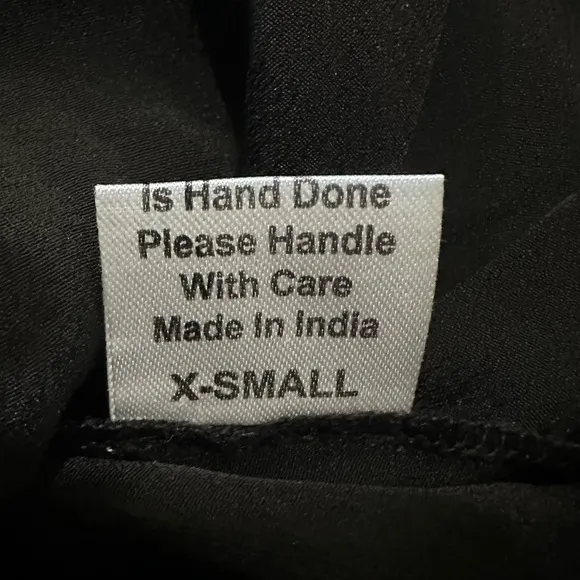 Is Hand Done
Please Handle
With Care
Made In India
X-SMALL